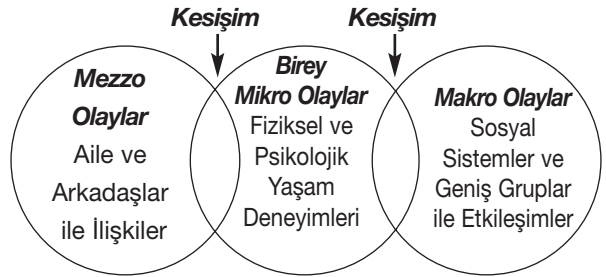 Kesişim
Kesişim
Mezzo
Olaylar
Aile ve
Arkadaşlar
ile İlişkiler
Birey
Mikro Olaylar
Fiziksel ve
Psikolojik
Yaşam
Deneyimleri
Makro Olaylar
Sosyal
Sistemler ve
Geniş Gruplar
ile Etkileşimler